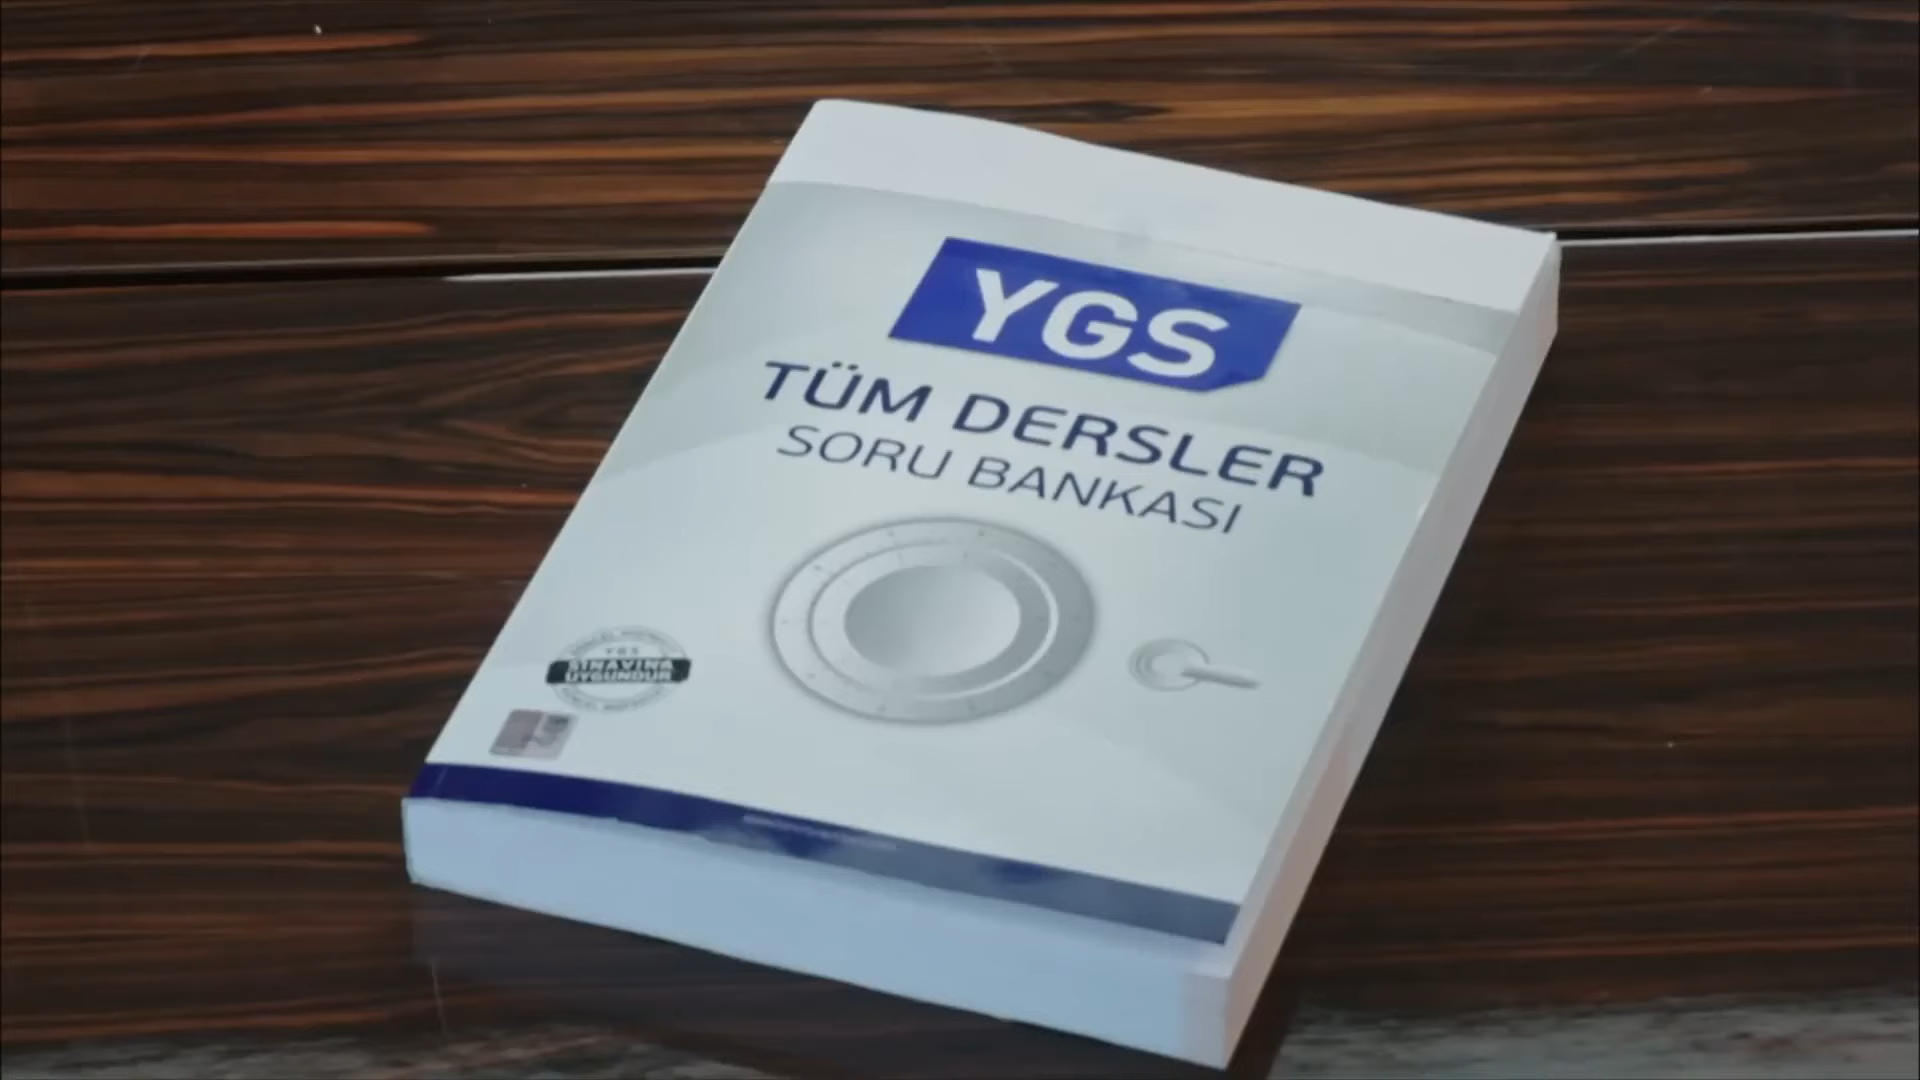 YGS
TÜM DERSLER
SORU BANKASI
YGS
SINAVINA
UYGUNDUR